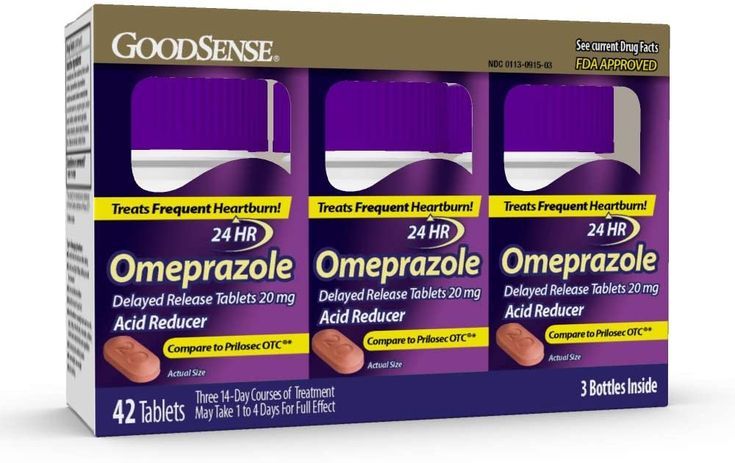 GOODSENSE®
See current Drug Facts
NDC 0113-0915-03
FDA APPROVED
Treats Frequent Heartburn!
24 HR
Omeprazole
Delayed Release Tablets 20 mg
Acid Reducer
Compare to Prilosec OTC®*
Actual Size
Treats Frequent Heartburn!
24 HR
Omeprazole
Delayed Release Tablets 20 mg
Acid Reducer
Compare to Prilosec OTC®*
Actual Size
Treats Frequent Heartburn!
24 HR
Omeprazole
Delayed Release Tablets 20 mg
Acid Reducer
Compare to Prilosec OTC®*
Actual Size
42 Tablets
Three 14-Day Courses of Treatment
May Take 1 to 4 Days For Full Effect
3 Bottles Inside